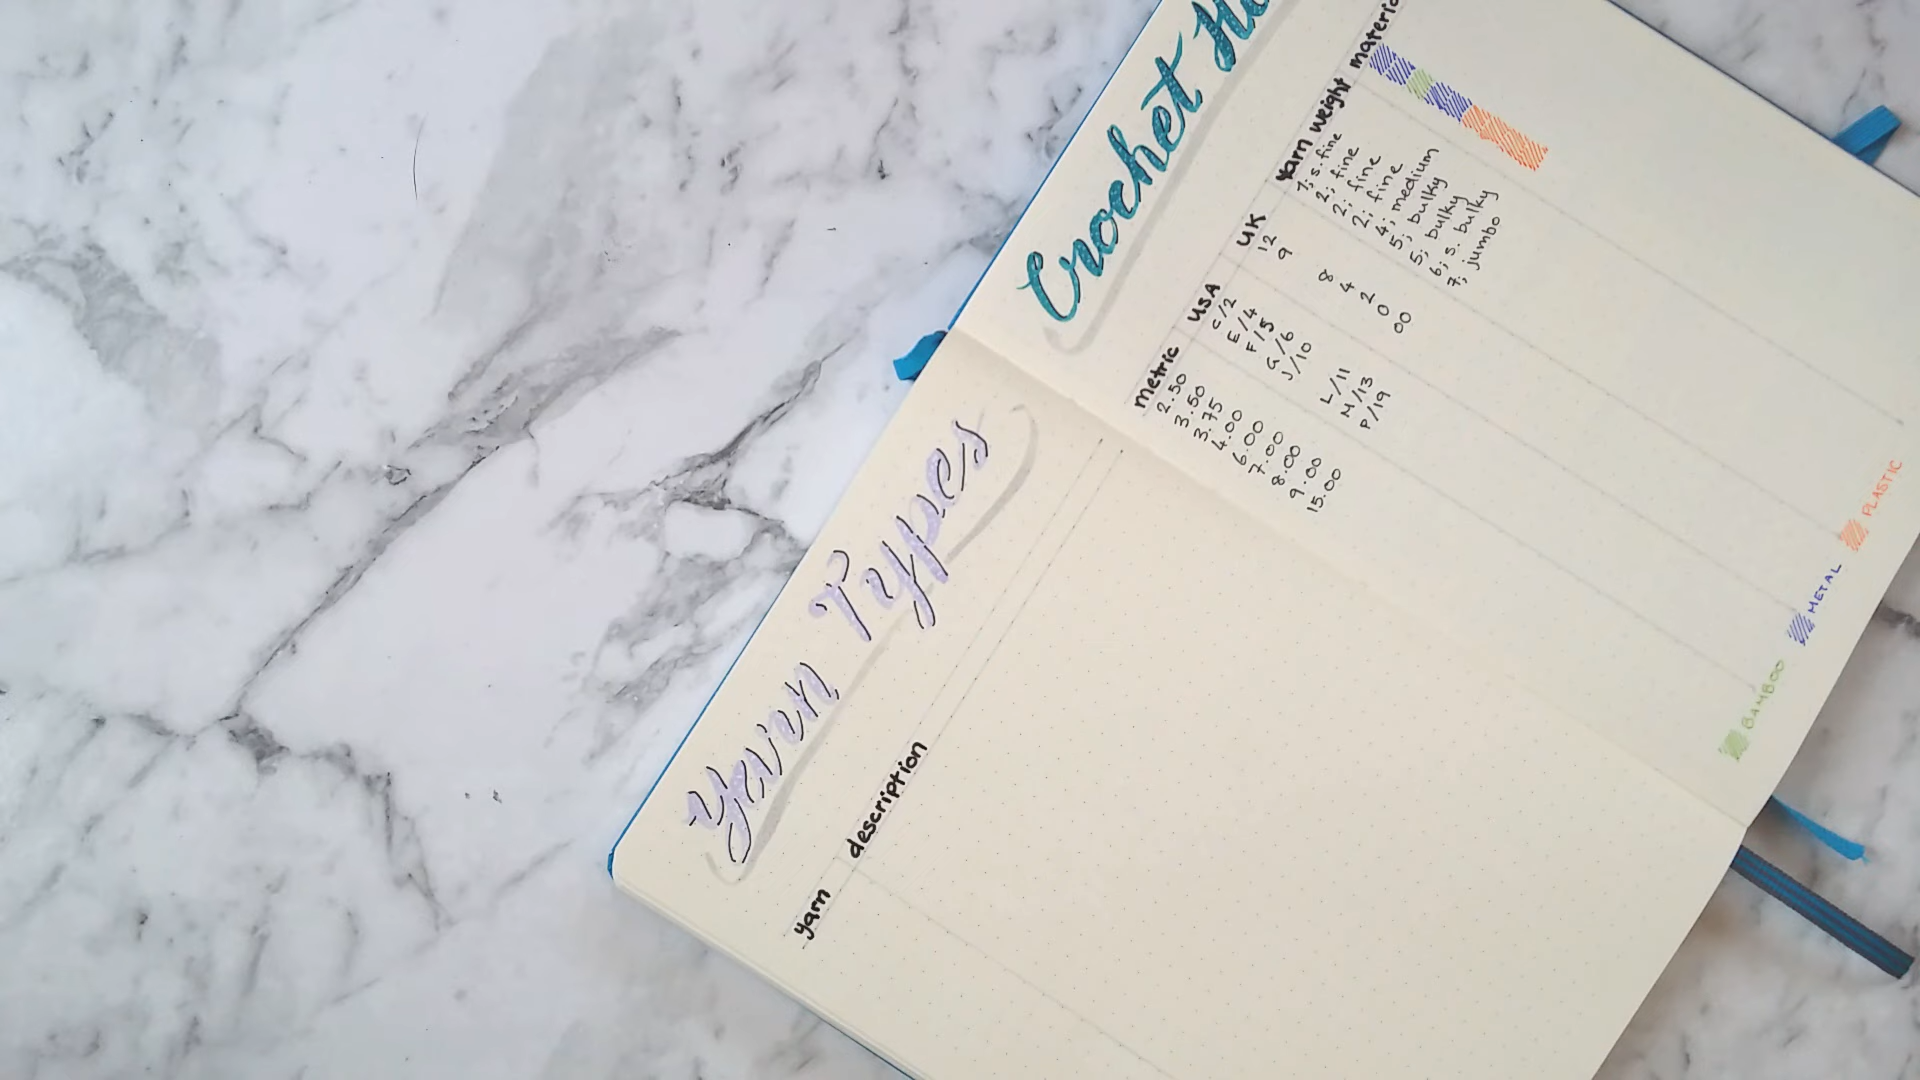 Yarn Types
yarn description
Crochet
metric USA UK yarn weight
2.50 C/2 12 1; s. fine
3.50 E/4 9 2; fine
3.75 F/5 2; fine
4.00 G/6 8 2; fine
6.00 J/10 4 4; medium
7.00 2 5; bulky
8.00 L/11 0 5; bulky
9.00 M/13 00 6; s. bulky
15.00 P/19 7; jumbo
BAMBOO METAL PLASTIC